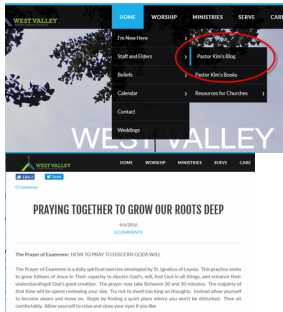 WEST VALLEY
HOME WORSHIP MINISTRIES SERVE CARE
I'm New Here
Staff and Elders
Pastor Kim's Blog
Beliefs
Pastor Kim's Books
Calendar
Resources for Churches
Contact
Weddings
WEST VALLEY
WEST VALLEY
HOME WORSHIP MINISTRIES SERVE CARE
Like 1 Tweet
0 Comments
PRAYING TOGETHER TO GROW OUR ROOTS DEEP
9/6/2016
0 COMMENTS
The Prayer of Exammen: HOW TO PRAY TO DISCERN GODS WILL
The Prayer of Exammen is a daily spiritual exercise developed by St. Ignatius of Loyola. This practice seeks
to grow follows of Jesus in Their capacity to discern God's, will, find God in all things, and enhance their
understandingof God's good creation. The prayer may take Between 20 and 30 minutes. The majority of
that time will be spend reviewing your day. Try not to dwell too long on thoughts. Instead allow yourself
to become aware and move on. Begin by finding a quiet place where you won't be disturbed. Then sit
comfortably. Allow yourself to relax and close your eyes if you like